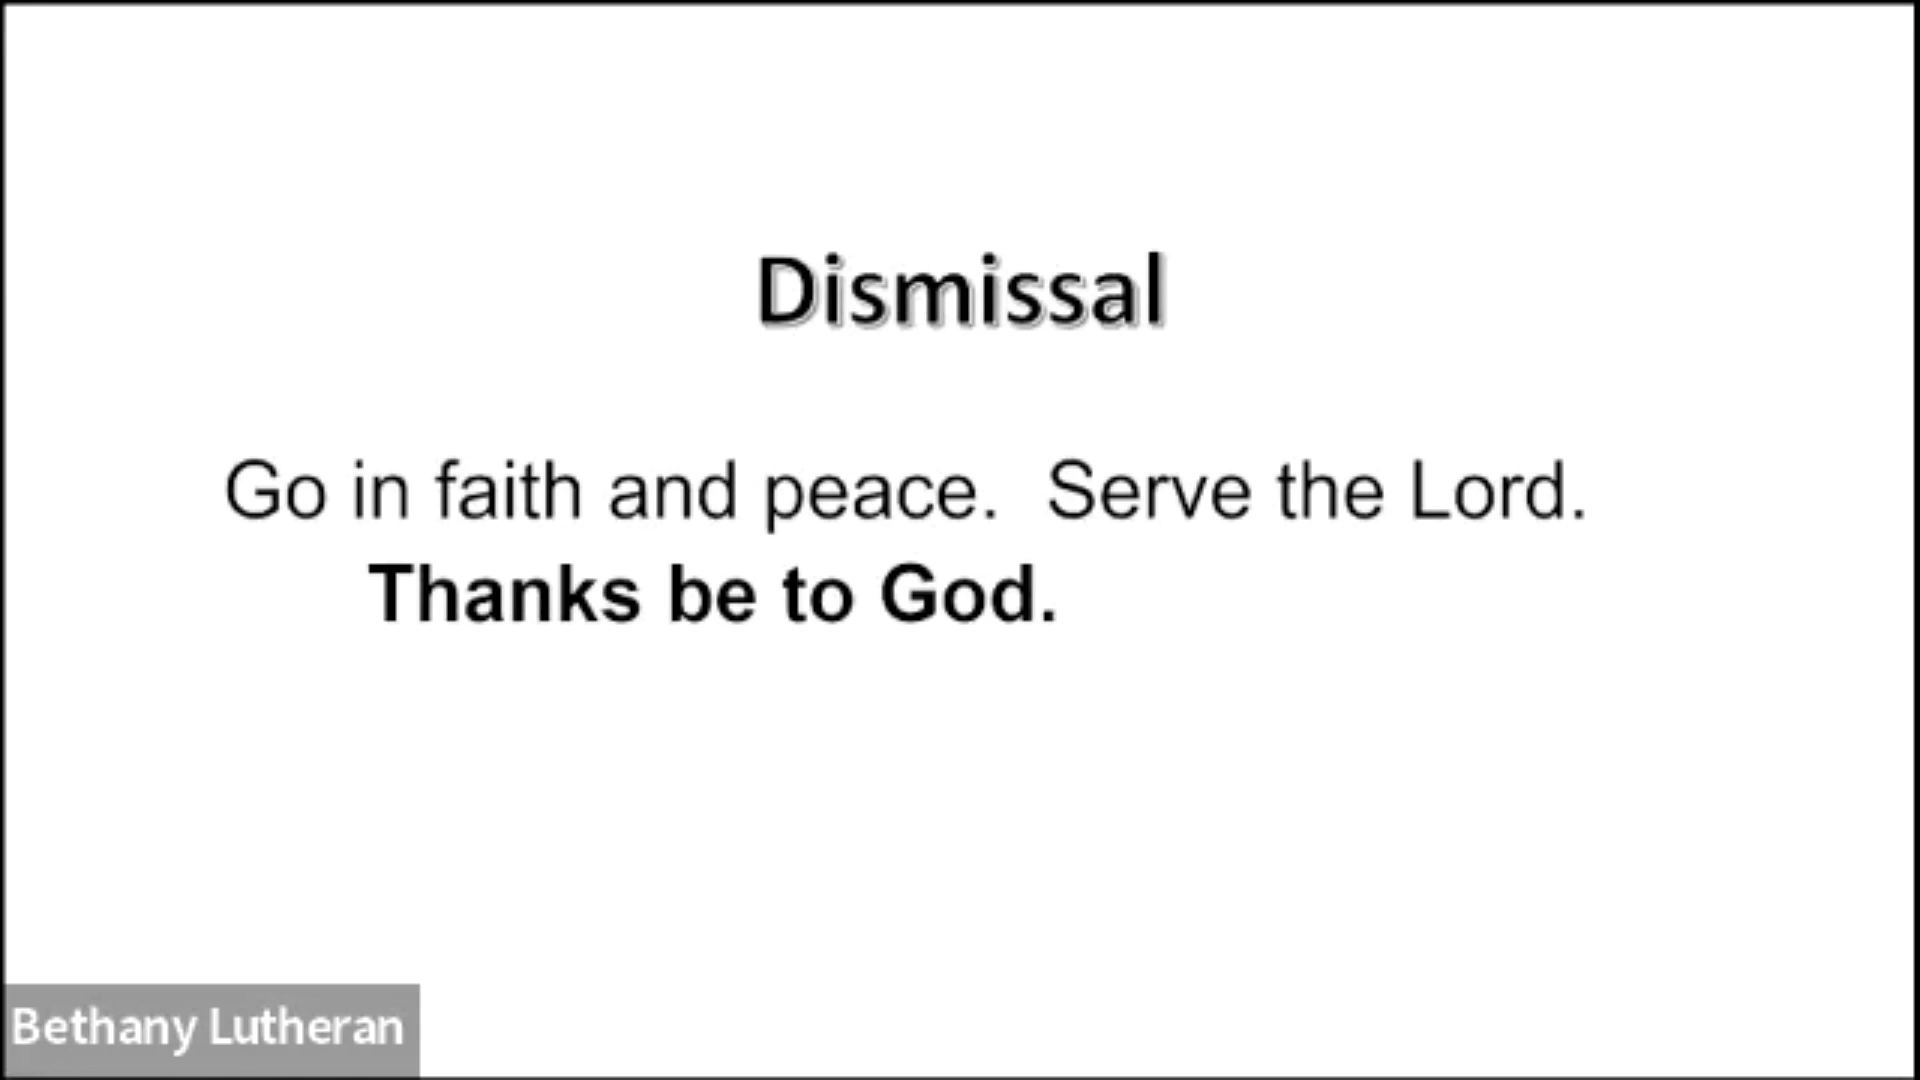 Dismissal
Go in faith and peace.  Serve the Lord.
Thanks be to God.
Bethany Lutheran